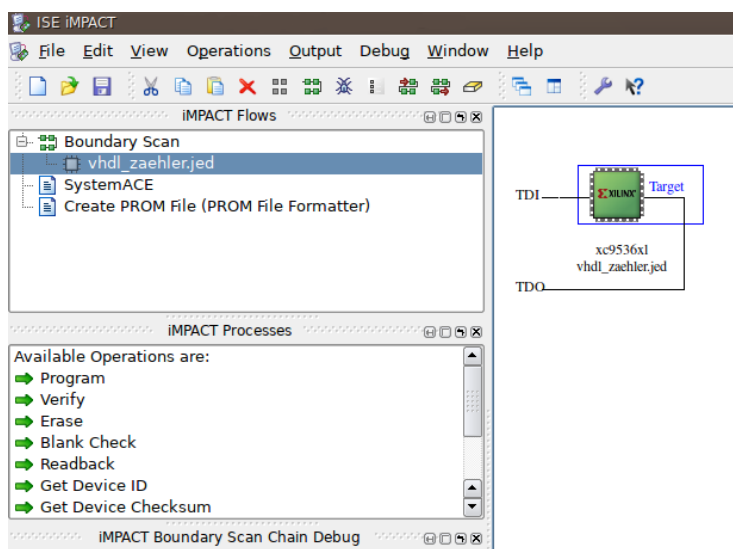 ISE iMPACT
File Edit View Operations Output Debug Window Help
iMPACT Flows
Boundary Scan
vhdl_zaehler.jed
SystemACE
Create PROM File (PROM File Formatter)
iMPACT Processes
Available Operations are:
Program
Verify
Erase
Blank Check
Readback
Get Device ID
Get Device Checksum
iMPACT Boundary Scan Chain Debug
TDI
XILINX
Target
xc9536xl
vhdl_zaehler.jed
TDO